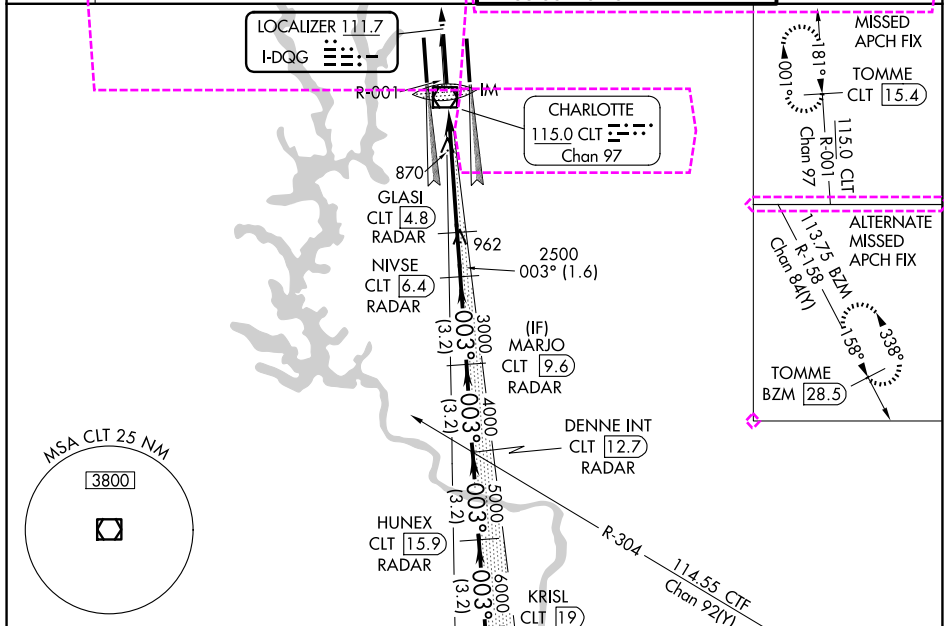 LOCALIZER 111.7
I-DQG
R-001
IM
CHARLOTTE
115.0 CLT
Chan 97
870
GLASI
CLT 4.8
RADAR
962
2500
003° (1.6)
NIVSE
CLT 6.4
RADAR
003°
3000
(3.2)
(IF)
MARJO
CLT 9.6
RADAR
003°
4000
(3.2)
DENNE INT
CLT 12.7
RADAR
003°
5000
(3.2)
HUNEX
CLT 15.9
RADAR
R-304
114.55 CTF
Chan 92(Y)
003°
6000
(3.2)
KRISL
CLT 19
MSA CLT 25 NM
3800
MISSED
APCH FIX
181°
001°
TOMME
CLT 15.4
115.0 CLT
R-001
Chan 97
ALTERNATE
MISSED
APCH FIX
113.75 BZM
R-158
Chan 84(Y)
158°
338°
TOMME
BZM 28.5